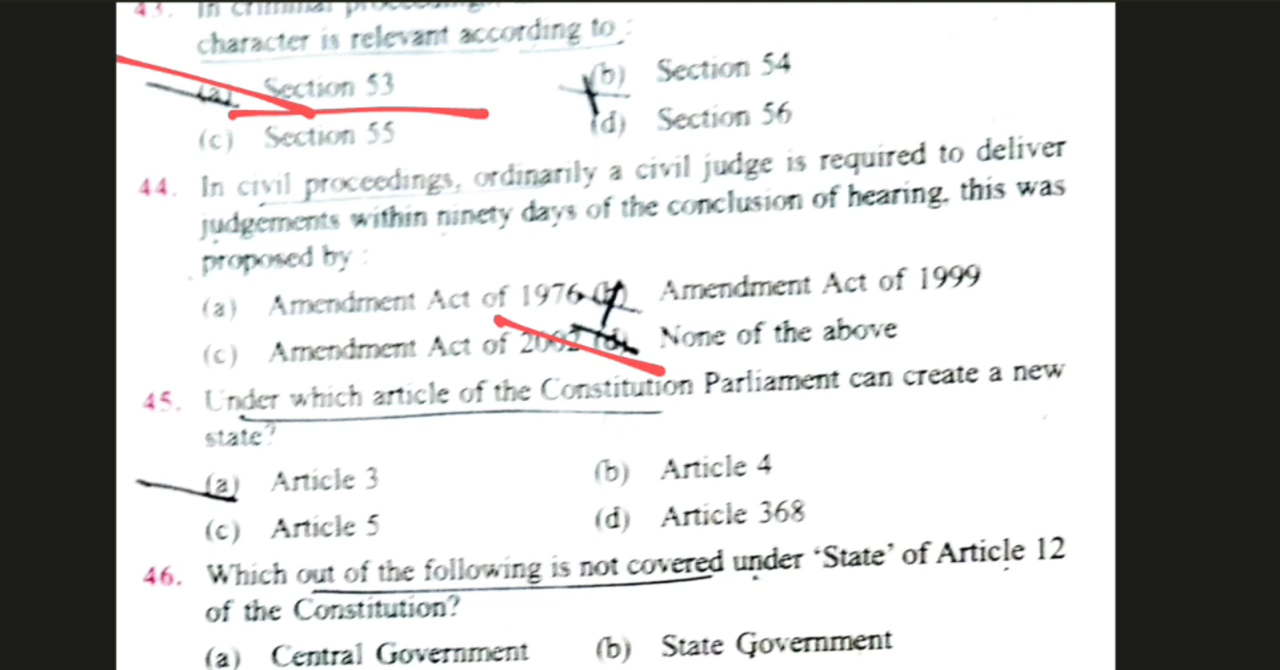 43. In criminal
character is relevant according to :
(a) Section 53 (b) Section 54
(c) Section 55 (d) Section 56
44. In civil proceedings, ordinarily a civil judge is required to deliver
judgements within ninety days of the conclusion of hearing, this was
proposed by :
(a) Amendment Act of 1976 (b) Amendment Act of 1999
(c) Amendment Act of 2002 (d) None of the above
45. Under which article of the Constitution Parliament can create a new
state?
(a) Article 3 (b) Article 4
(c) Article 5 (d) Article 368
46. Which out of the following is not covered under ‘State’ of Article 12
of the Constitution?
(a) Central Government (b) State Government